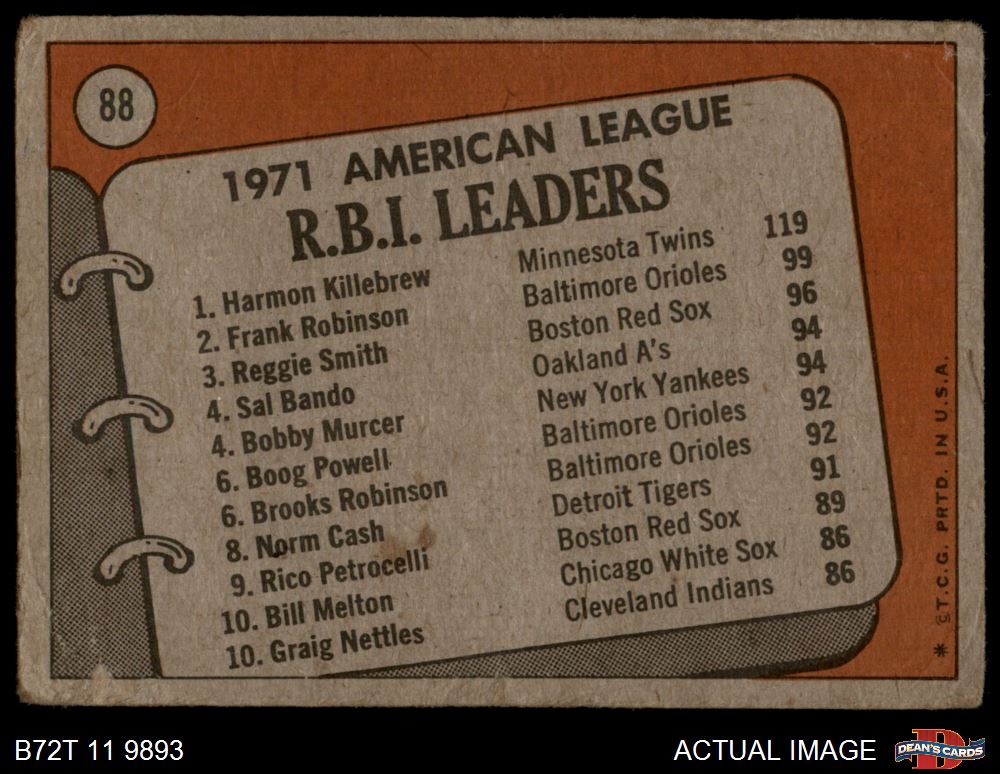 88
1971 AMERICAN LEAGUE
R.B.I. LEADERS
1. Harmon Killebrew Minnesota Twins 119
2. Frank Robinson Baltimore Orioles 99
3. Reggie Smith Boston Red Sox 96
4. Sal Bando Oakland A's 94
4. Bobby Murcer New York Yankees 94
6. Boog Powell Baltimore Orioles 92
6. Brooks Robinson Baltimore Orioles 92
8. Norm Cash Detroit Tigers 91
9. Rico Petrocelli Boston Red Sox 89
10. Bill Melton Chicago White Sox 86
10. Graig Nettles Cleveland Indians 86
* ©T.C.G. PRTD. IN U.S.A.
B72T 11 9893
ACTUAL IMAGE
DEAN'S CARDS